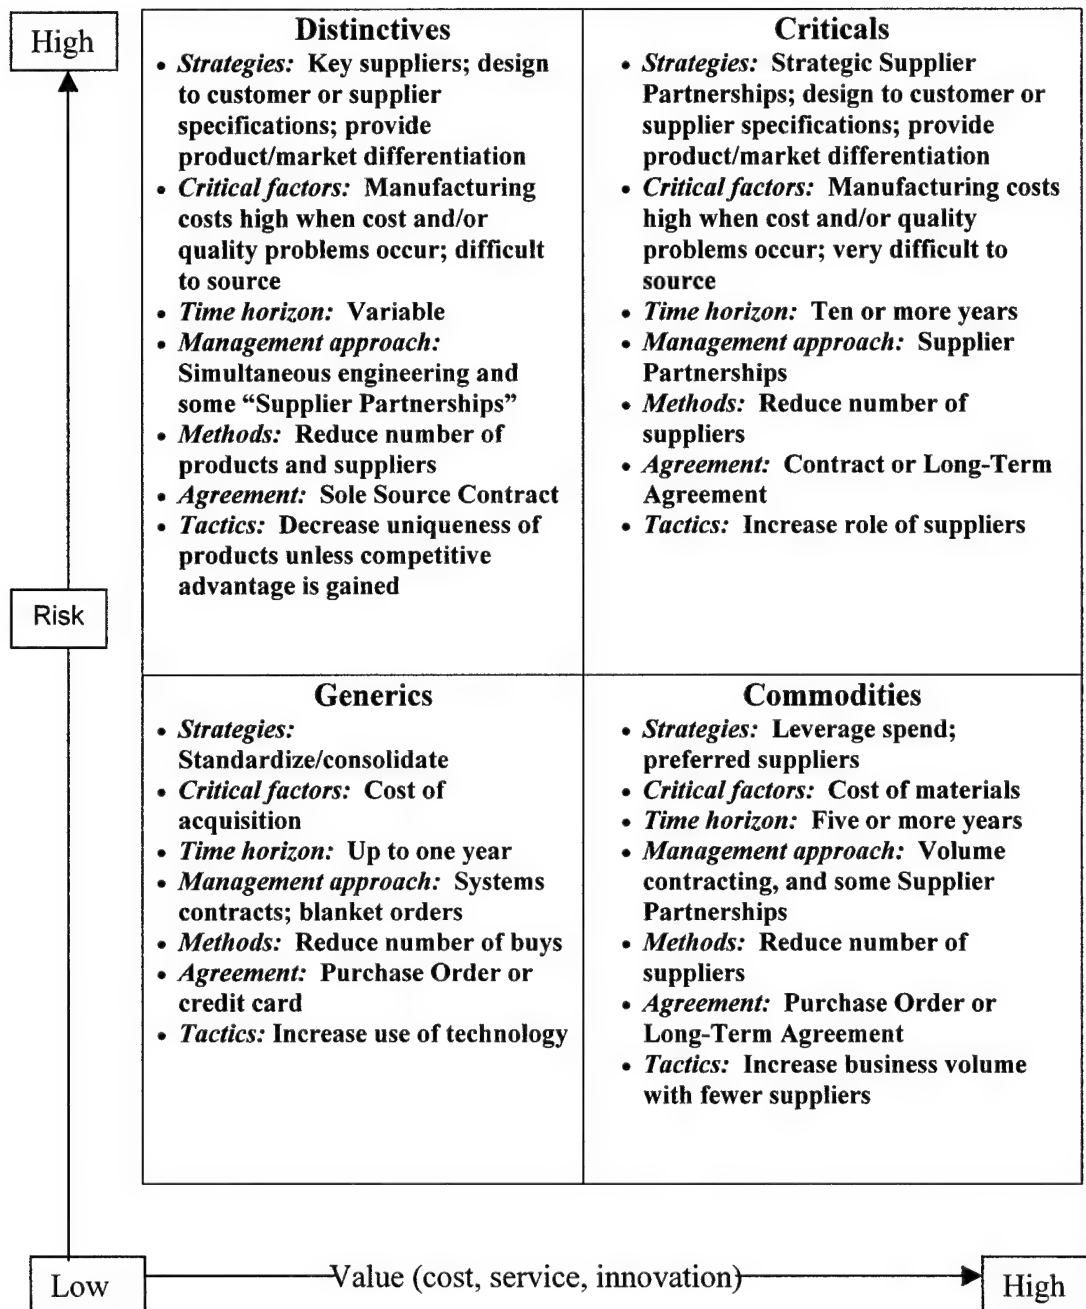 High
Distinctives
• Strategies: Key suppliers; design
to customer or supplier
specifications; provide
product/market differentiation
• Critical factors: Manufacturing
costs high when cost and/or
quality problems occur; difficult
to source
• Time horizon: Variable
• Management approach:
Simultaneous engineering and
some “Supplier Partnerships”
• Methods: Reduce number of
products and suppliers
• Agreement: Sole Source Contract
• Tactics: Decrease uniqueness of
products unless competitive
advantage is gained
Criticals
• Strategies: Strategic Supplier
Partnerships; design to customer or
supplier specifications; provide
product/market differentiation
• Critical factors: Manufacturing costs
high when cost and/or quality
problems occur; very difficult to
source
• Time horizon: Ten or more years
• Management approach: Supplier
Partnerships
• Methods: Reduce number of
suppliers
• Agreement: Contract or Long-Term
Agreement
• Tactics: Increase role of suppliers
Risk
Generics
• Strategies:
Standardize/consolidate
• Critical factors: Cost of
acquisition
• Time horizon: Up to one year
• Management approach: Systems
contracts; blanket orders
• Methods: Reduce number of buys
• Agreement: Purchase Order or
credit card
• Tactics: Increase use of technology
Commodities
• Strategies: Leverage spend;
preferred suppliers
• Critical factors: Cost of materials
• Time horizon: Five or more years
• Management approach: Volume
contracting, and some Supplier
Partnerships
• Methods: Reduce number of
suppliers
• Agreement: Purchase Order or
Long-Term Agreement
• Tactics: Increase business volume
with fewer suppliers
Low
Value (cost, service, innovation)
High